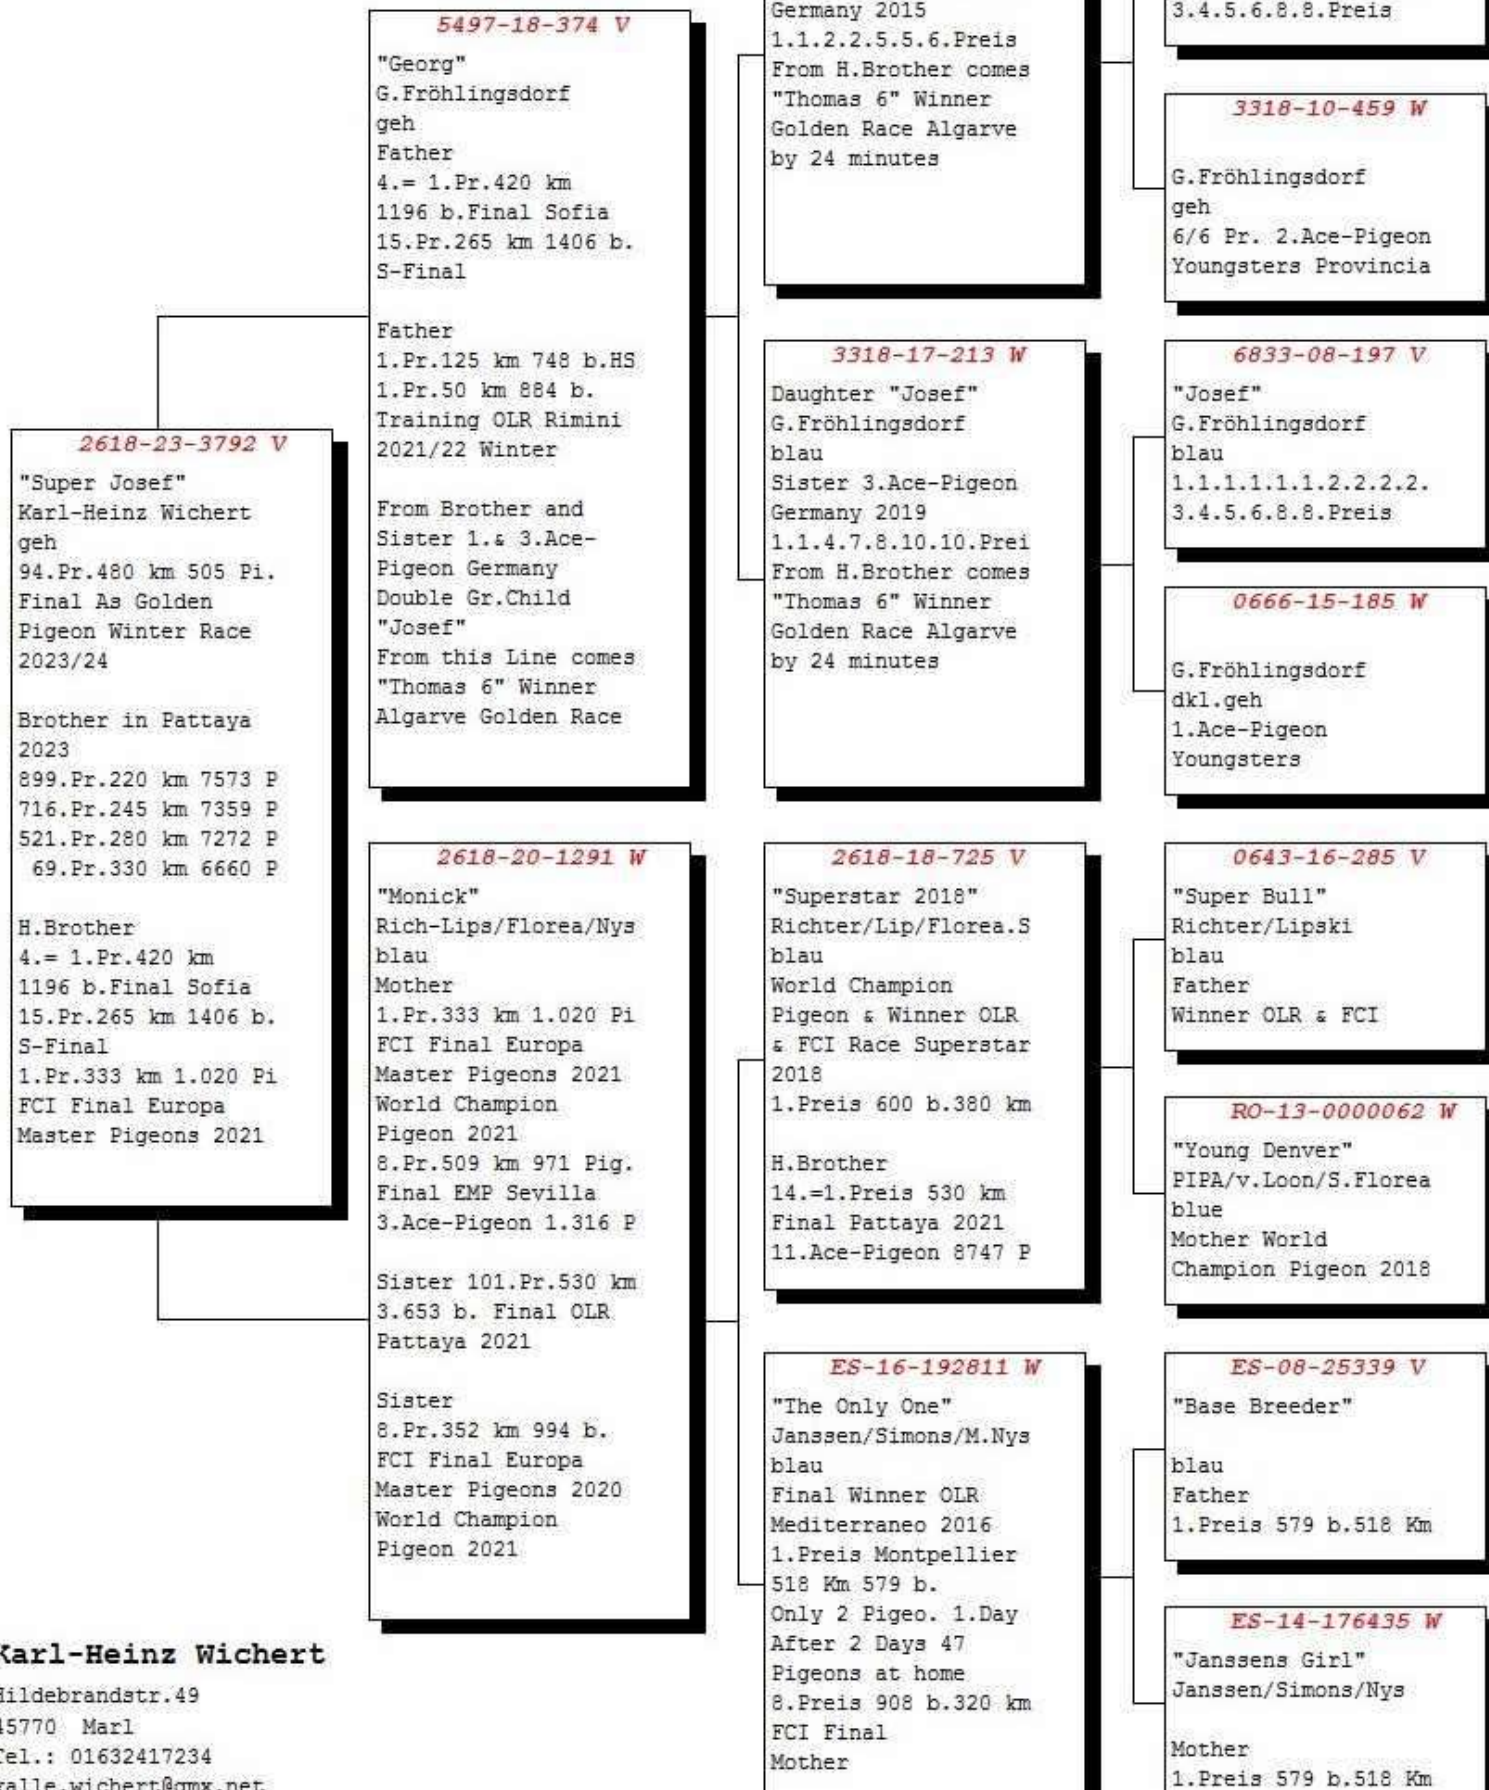 2618-23-3792 V
"Super Josef"
Karl-Heinz Wichert
geh
94.Pr.480 km 505 Pi.
Final As Golden
Pigeon Winter Race
2023/24
Brother in Pattaya
2023
899.Pr.220 km 7573 P
716.Pr.245 km 7359 P
521.Pr.280 km 7272 P
69.Pr.330 km 6660 P
H.Brother
4.= 1.Pr.420 km
1196 b.Final Sofia
15.Pr.265 km 1406 b.
S-Final
1.Pr.333 km 1.020 Pi
FCI Final Europa
Master Pigeons 2021
5497-18-374 V
"Georg"
G.Fröhlingsdorf
geh
Father
4.= 1.Pr.420 km
1196 b.Final Sofia
15.Pr.265 km 1406 b.
S-Final
Father
1.Pr.125 km 748 b.HS
1.Pr.50 km 884 b.
Training OLR Rimini
2021/22 Winter
From Brother and
Sister 1.& 3.Ace-
Pigeon Germany
Double Gr.Child
"Josef"
From this Line comes
"Thomas 6" Winner
Algarve Golden Race
2618-20-1291 W
"Monick"
Rich-Lips/Florea/Nys
blau
Mother
1.Pr.333 km 1.020 Pi
FCI Final Europa
Master Pigeons 2021
World Champion
Pigeon 2021
8.Pr.509 km 971 Pig.
Final EMP Sevilla
3.Ace-Pigeon 1.316 P
Sister 101.Pr.530 km
3.653 b. Final OLR
Pattaya 2021
Sister
8.Pr.352 km 994 b.
FCI Final Europa
Master Pigeons 2020
World Champion
Pigeon 2021
Germany 2015
1.1.2.2.5.5.6.Preis
From H.Brother comes
"Thomas 6" Winner
Golden Race Algarve
by 24 minutes
3318-17-213 W
Daughter "Josef"
G.Fröhlingsdorf
blau
Sister 3.Ace-Pigeon
Germany 2019
1.1.4.7.8.10.10.Prei
From H.Brother comes
"Thomas 6" Winner
Golden Race Algarve
by 24 minutes
2618-18-725 V
"Superstar 2018"
Richter/Lip/Florea.S
blau
World Champion
Pigeon & Winner OLR
& FCI Race Superstar
2018
1.Preis 600 b.380 km
H.Brother
14.=1.Preis 530 km
Final Pattaya 2021
11.Ace-Pigeon 8747 P
ES-16-192811 W
"The Only One"
Janssen/Simons/M.Nys
blau
Final Winner OLR
Mediterraneo 2016
1.Preis Montpellier
518 Km 579 b.
Only 2 Pigeo. 1.Day
After 2 Days 47
Pigeons at home
8.Preis 908 b.320 km
FCI Final
Mother
3.4.5.6.8.8.Preis
3318-10-459 W
G.Fröhlingsdorf
geh
6/6 Pr. 2.Ace-Pigeon
Youngsters Provincia
6833-08-197 V
"Josef"
G.Fröhlingsdorf
blau
1.1.1.1.1.1.2.2.2.2.
3.4.5.6.8.8.Preis
0666-15-185 W
G.Fröhlingsdorf
dkl.geh
1.Ace-Pigeon
Youngsters
0643-16-285 V
"Super Bull"
Richter/Lipski
blau
Father
Winner OLR & FCI
RO-13-0000062 W
"Young Denver"
PIPA/v.Loon/S.Florea
blue
Mother World
Champion Pigeon 2018
ES-08-25339 V
"Base Breeder"
blau
Father
1.Preis 579 b.518 Km
ES-14-176435 W
"Janssens Girl"
Janssen/Simons/Nys
Mother
1.Preis 579 b.518 Km
Karl-Heinz Wichert
Hildebrandstr.49
45770 Marl
Tel.: 01632417234
kalle.wichert@gmx.net